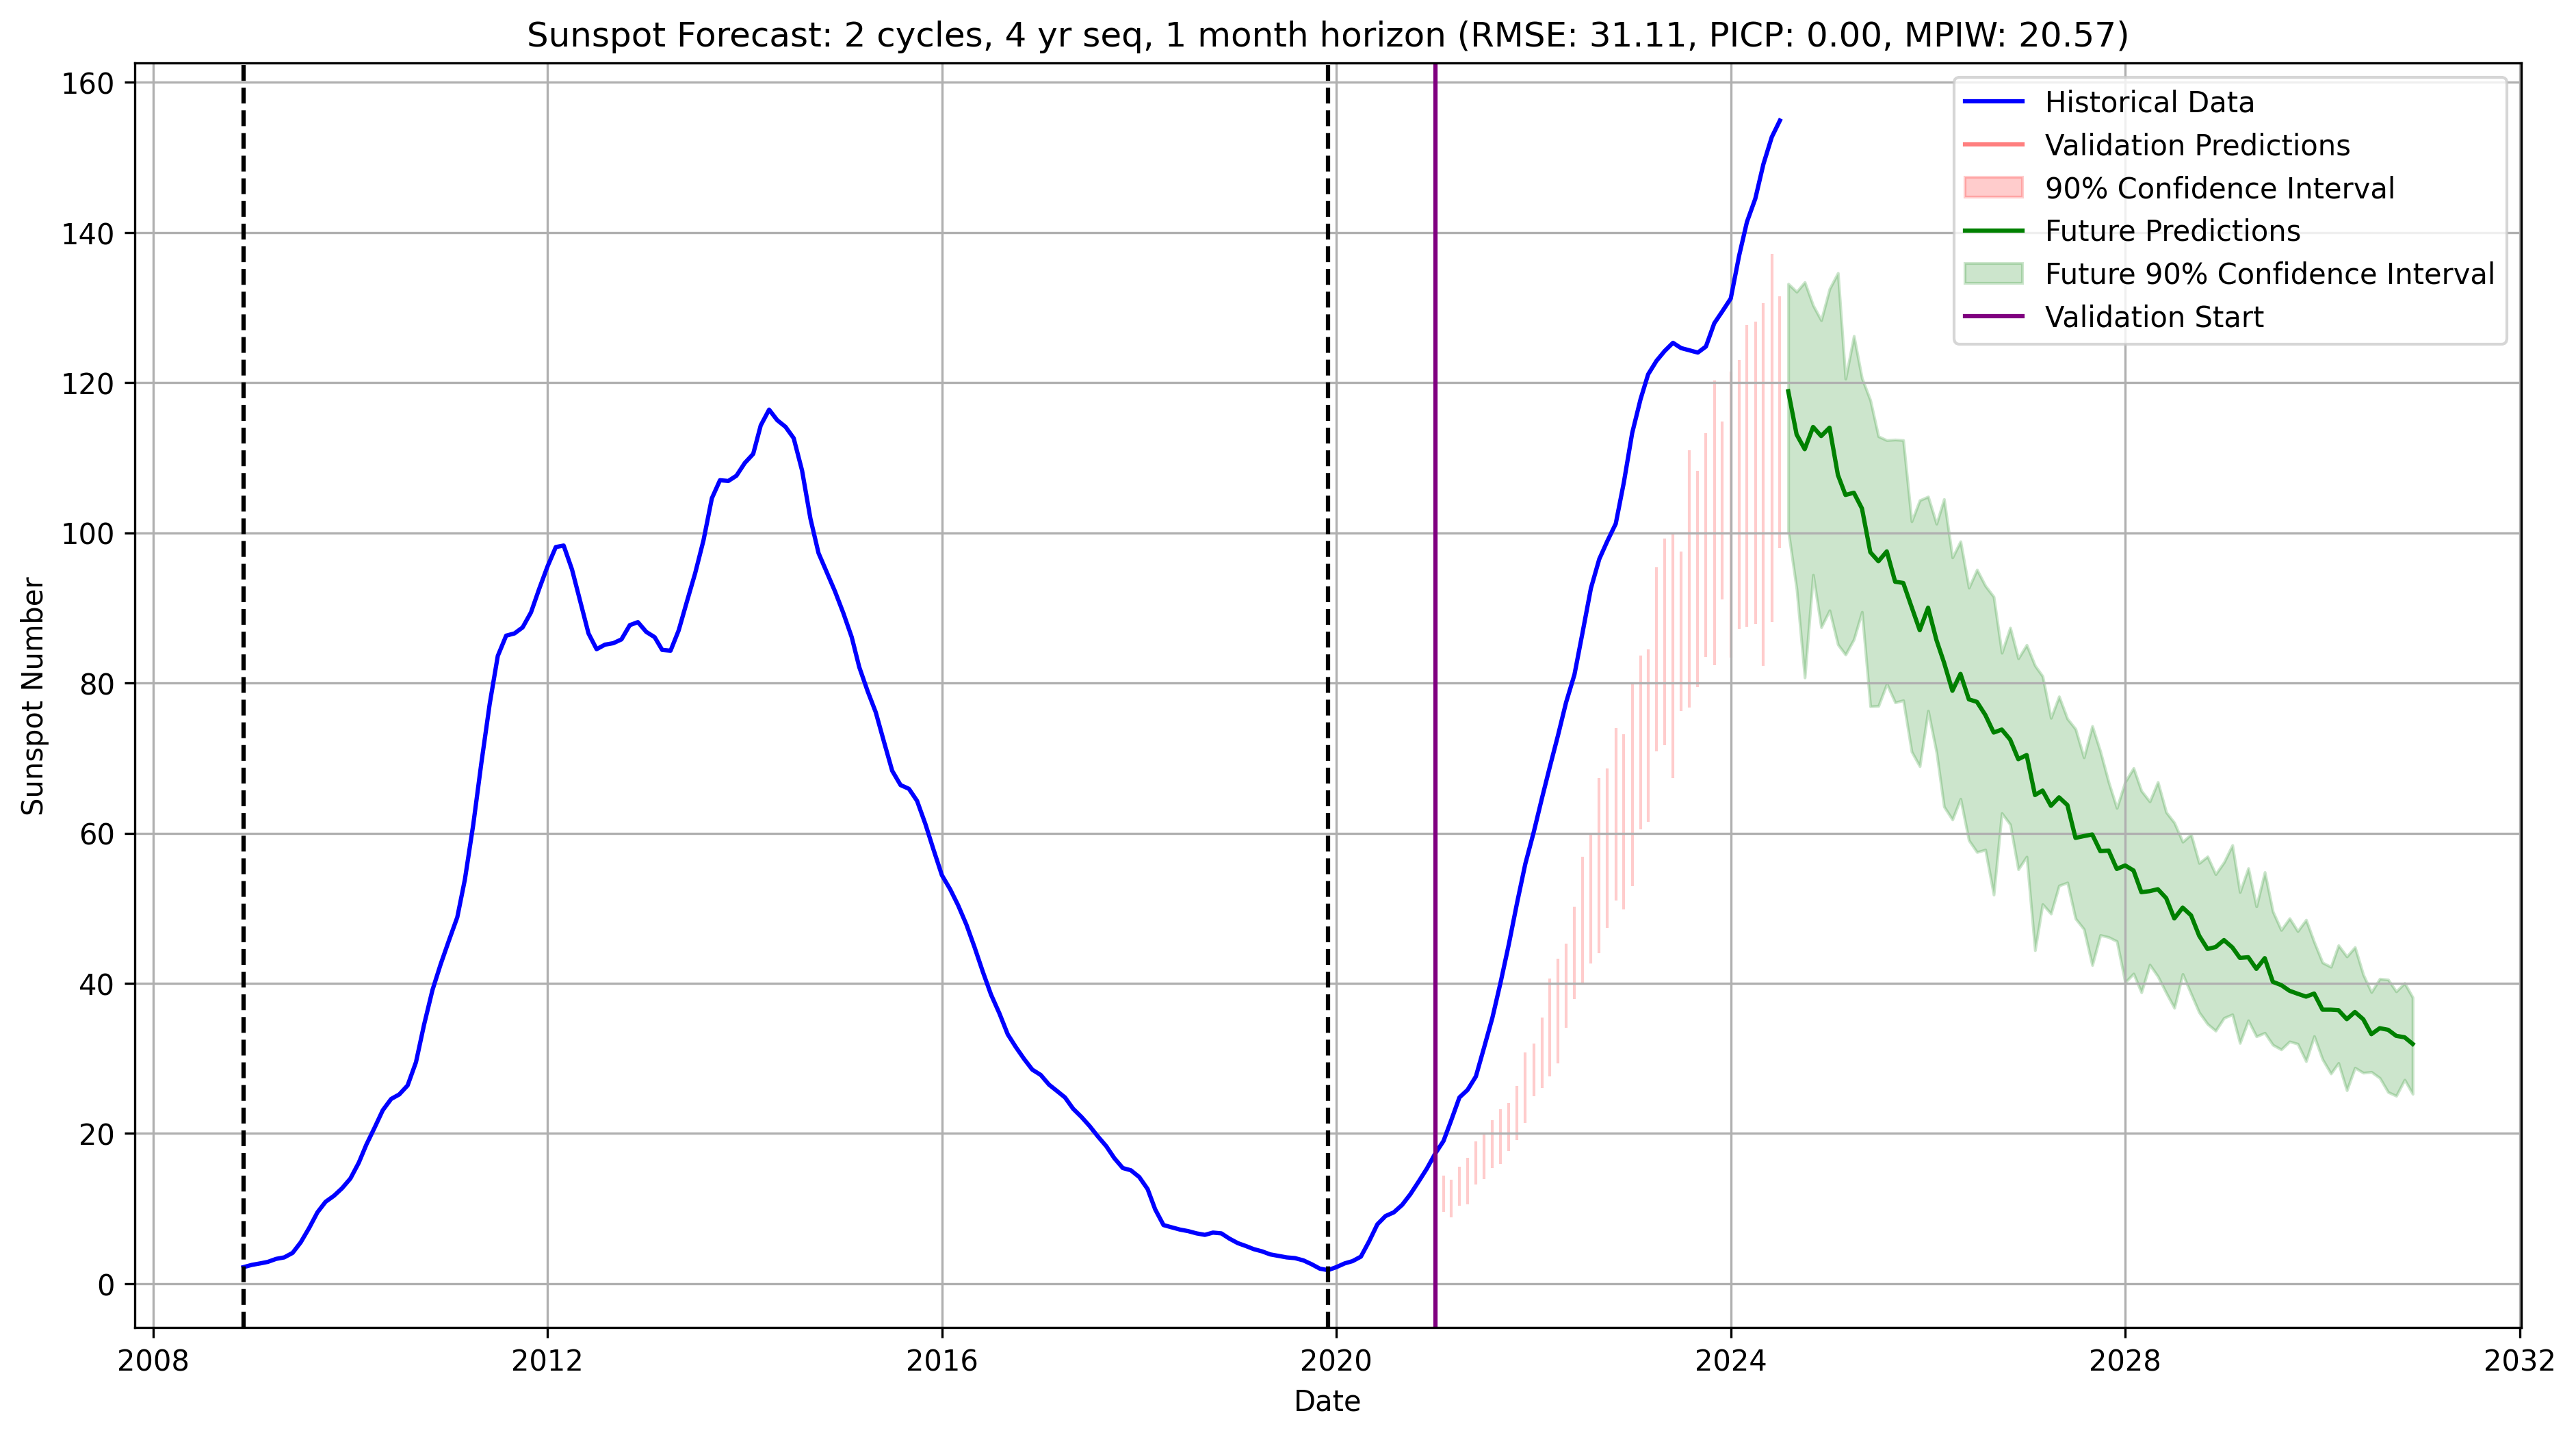 Sunspot Forecast: 2 cycles, 4 yr seq, 1 month horizon (RMSE: 31.11, PICP: 0.00, MPIW: 20.57)
Historical Data
Validation Predictions
90% Confidence Interval
Future Predictions
Future 90% Confidence Interval
Validation Start
Sunspot Number
160
140
120
100
80
60
40
20
0
2008 2012 2016 2020 2024 2028 2032
Date